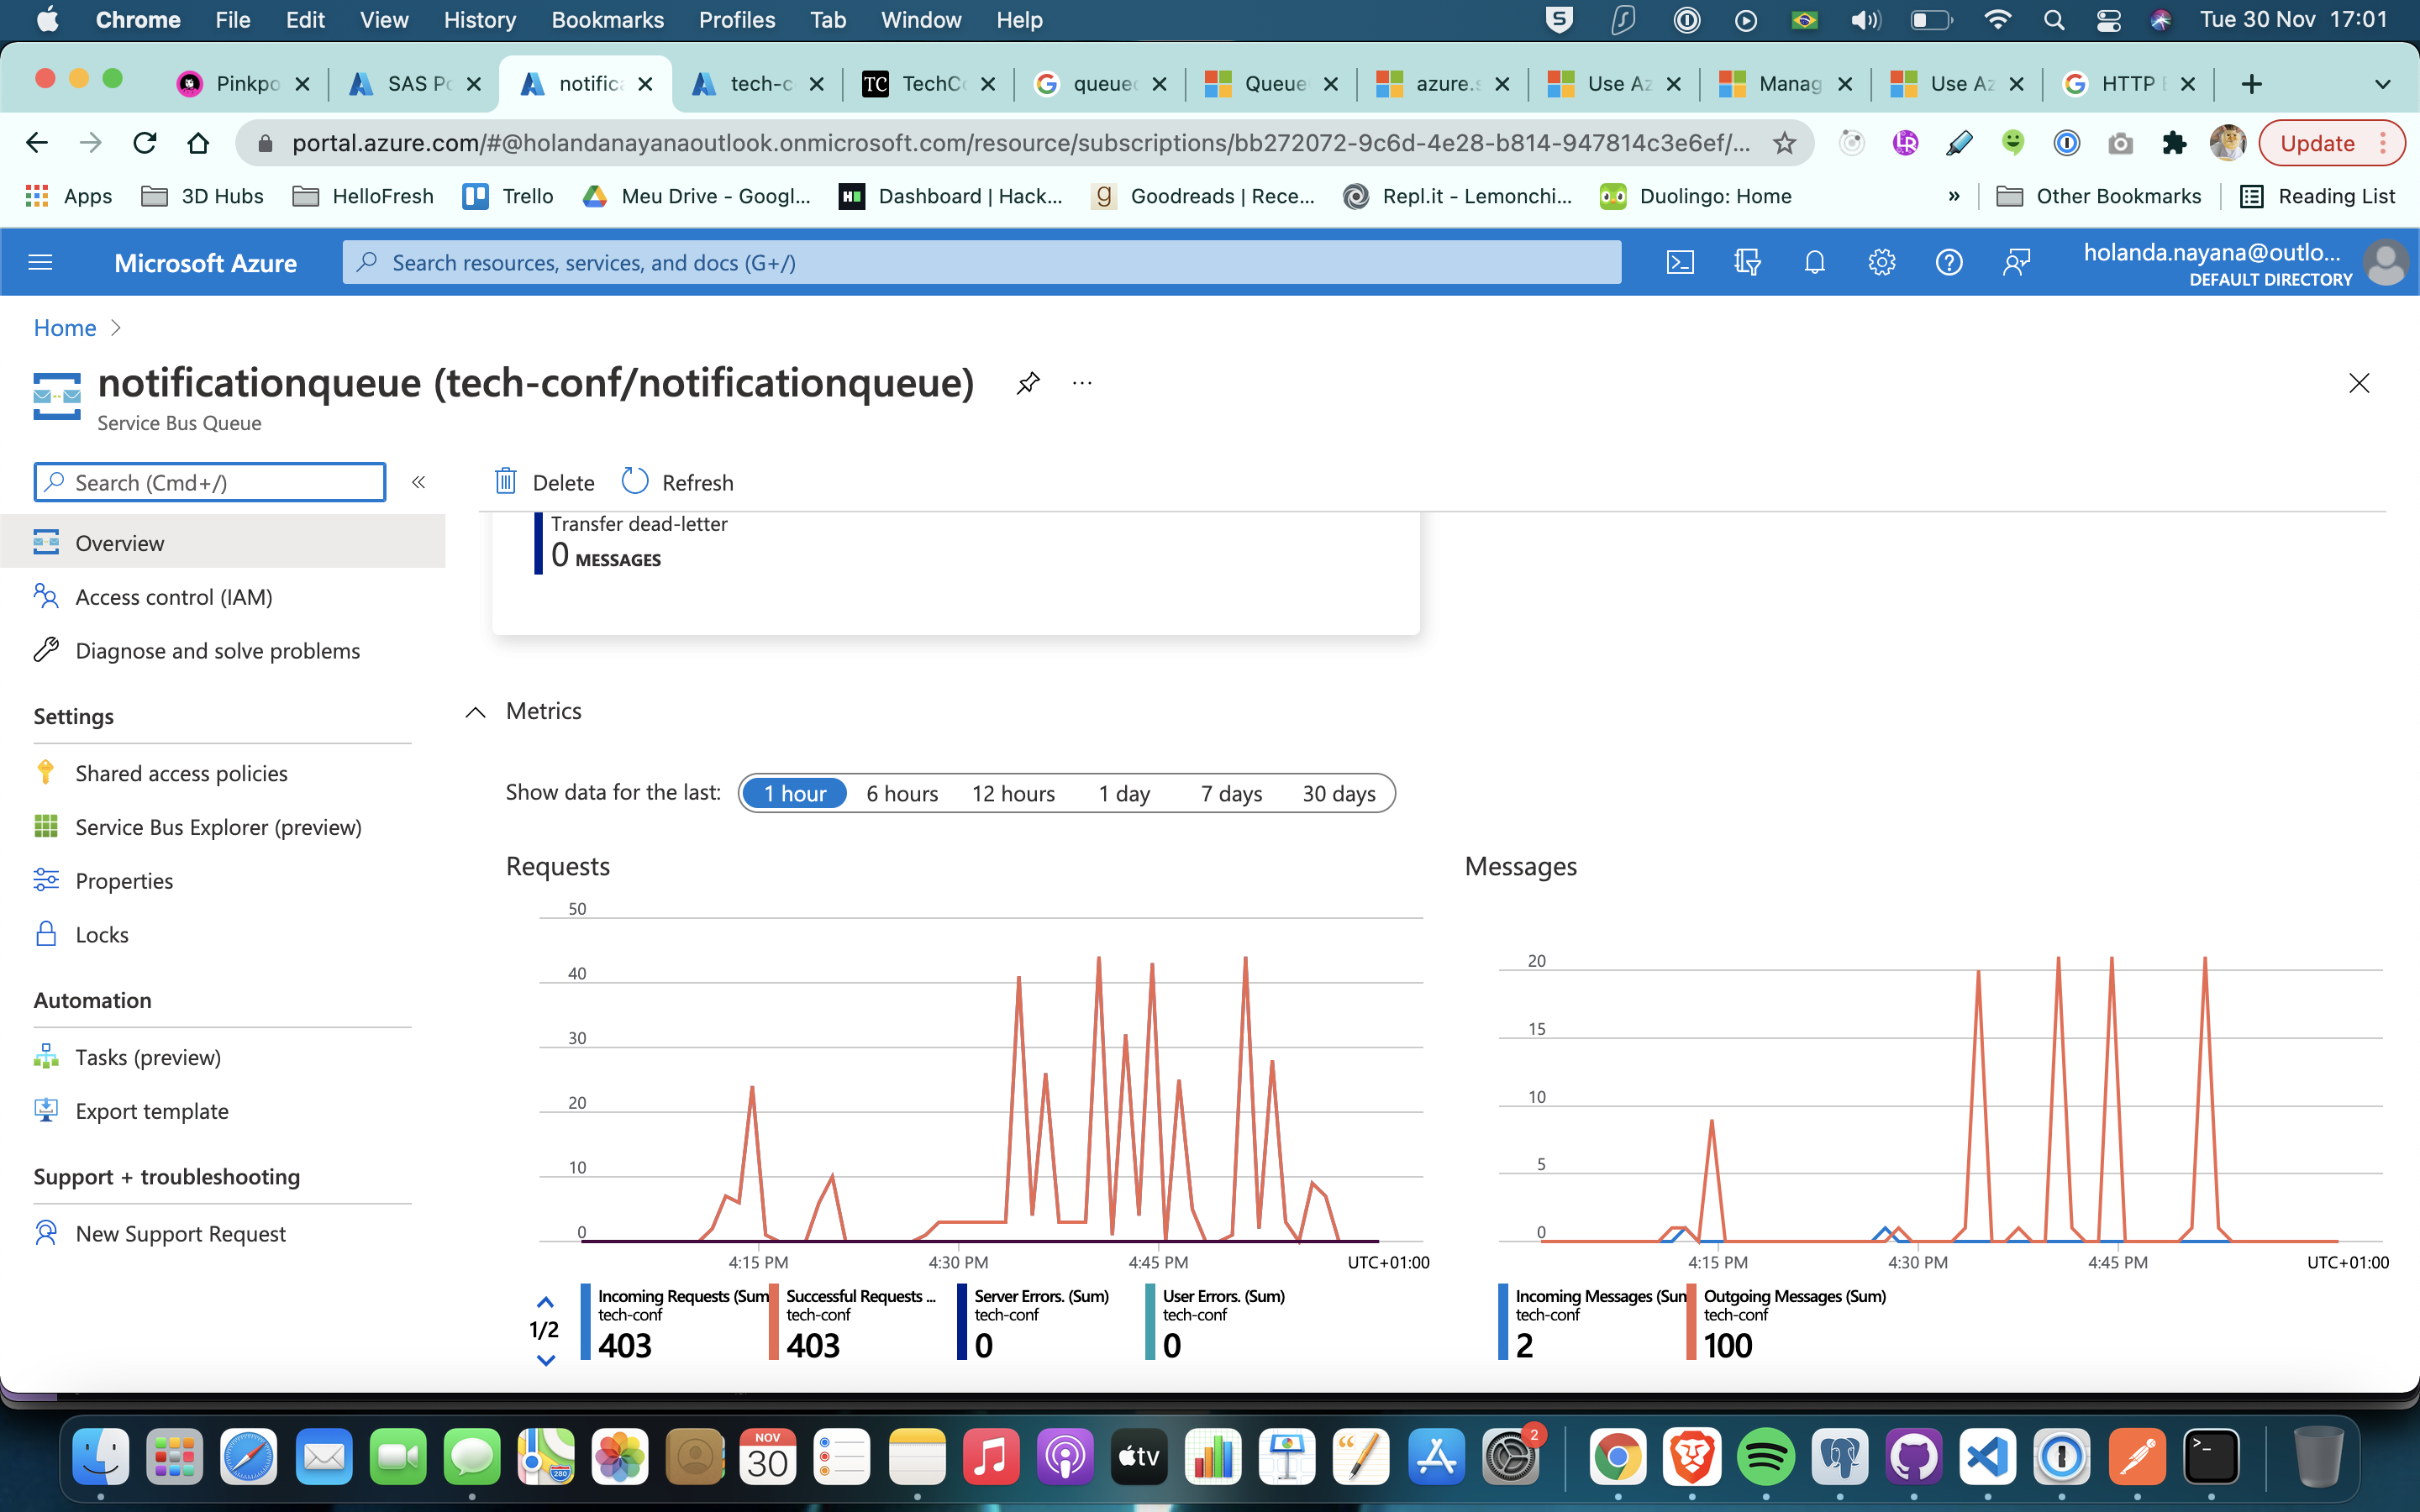 Chrome File Edit View History Bookmarks Profiles Tab Window Help Tue 30 Nov 17:01
Pinkpo SAS Po notific tech-c TechCo queue Queue azure.s Use Az Manag Use Az HTTP
portal.azure.com/#@holandanayanaoutlook.onmicrosoft.com/resource/subscriptions/bb272072-9c6d-4e28-b814-947814c3e6ef/... Update
Apps 3D Hubs HelloFresh Trello Meu Drive - Googl... Dashboard | Hack... Goodreads | Rece... Repl.it - Lemonchi... Duolingo: Home » Other Bookmarks Reading List
Microsoft Azure Search resources, services, and docs (G+/) holanda.nayana@outlo...
DEFAULT DIRECTORY
Home >
notificationqueue (tech-conf/notificationqueue) ...
Service Bus Queue
Search (Cmd+/) «
Delete Refresh
Overview
Access control (IAM)
Diagnose and solve problems
Settings
Shared access policies
Service Bus Explorer (preview)
Properties
Locks
Automation
Tasks (preview)
Export template
Support + troubleshooting
New Support Request
Transfer dead-letter
0 MESSAGES
Metrics
Show data for the last: 1 hour 6 hours 12 hours 1 day 7 days 30 days
Requests
50
40
30
20
10
0
4:15 PM 4:30 PM 4:45 PM UTC+01:00
1/2
Incoming Requests (Sum
tech-conf
403
Successful Requests ...
tech-conf
403
Server Errors. (Sum)
tech-conf
0
User Errors. (Sum)
tech-conf
0
Messages
20
15
10
5
0
4:15 PM 4:30 PM 4:45 PM UTC+01:00
Incoming Messages (Sum
tech-conf
2
Outgoing Messages (Sum)
tech-conf
100
NOV
30
280
tv
2